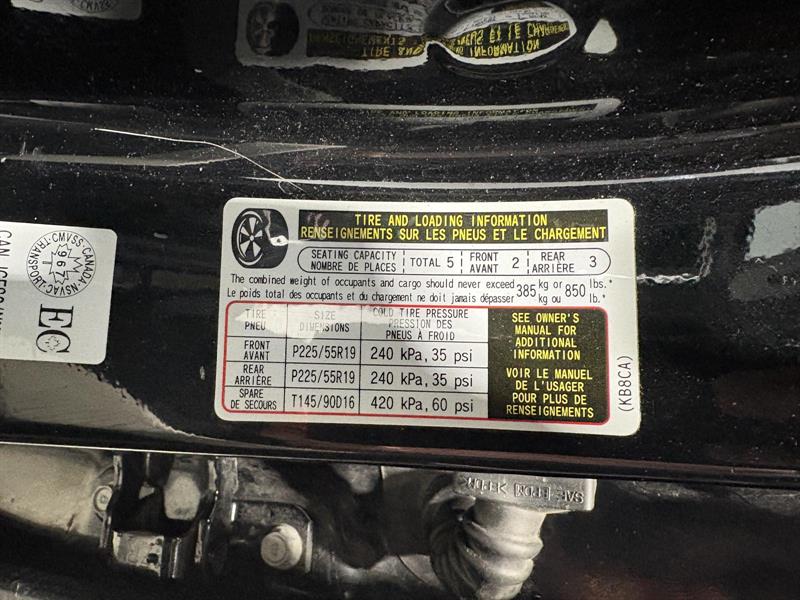 TIRE AND LOADING INFORMATION
RENSEIGNEMENTS SUR LES PNEUS ET LE CHARGEMENT
SEATING CAPACITY
NOMBRE DE PLACES
TOTAL 5
FRONT
AVANT 2
REAR
ARRIÈRE 3
The combined weight of occupants and cargo should never exceed 385 kg or 850 lbs.*
Le poids total des occupants et du chargement ne doit jamais dépasser 385 kg ou 850 lb.*
TIRE
PNEU
SIZE
DIMENSIONS
COLD TIRE PRESSURE
PRESSION DES
PNEUS À FROID
FRONT
AVANT
P225/55R19
240 kPa, 35 psi
REAR
ARRIÈRE
P225/55R19
240 kPa, 35 psi
SPARE
DE SECOURS
T145/90D16
420 kPa, 60 psi
SEE OWNER'S
MANUAL FOR
ADDITIONAL
INFORMATION
VOIR LE MANUEL
DE L'USAGER
POUR PLUS DE
RENSEIGNEMENTS
(KB8CA)
CANADA·NSVAC·TRANSPORT·CMVSS
967
EC